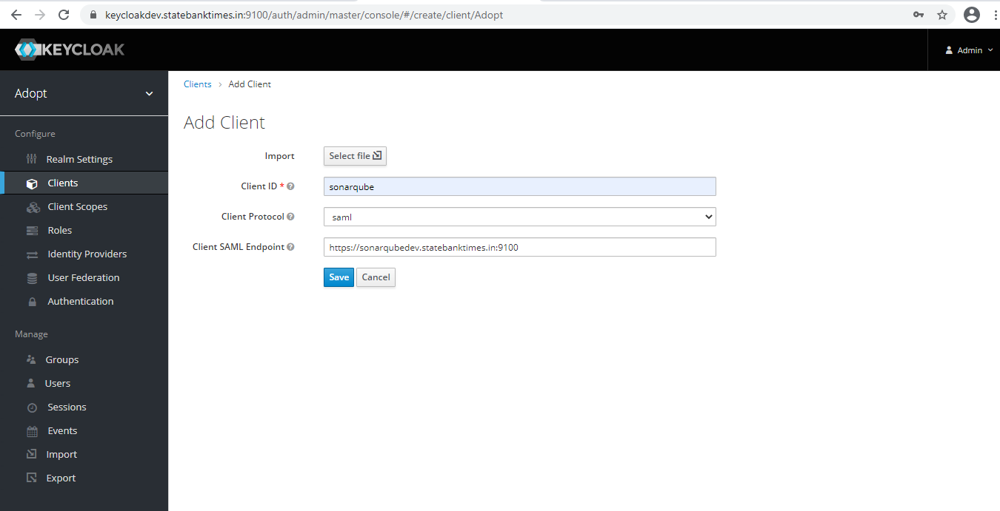 keycloakdev.statebanktimes.in:9100/auth/admin/master/console/#/create/client/Adopt
KEYCLOAK
Admin
Adopt
Configure
Realm Settings
Clients
Client Scopes
Roles
Identity Providers
User Federation
Authentication
Manage
Groups
Users
Sessions
Events
Import
Export
Clients › Add Client
Add Client
Import Select file
Client ID * sonarqube
Client Protocol saml
Client SAML Endpoint https://sonarqubedev.statebanktimes.in:9100
Save Cancel